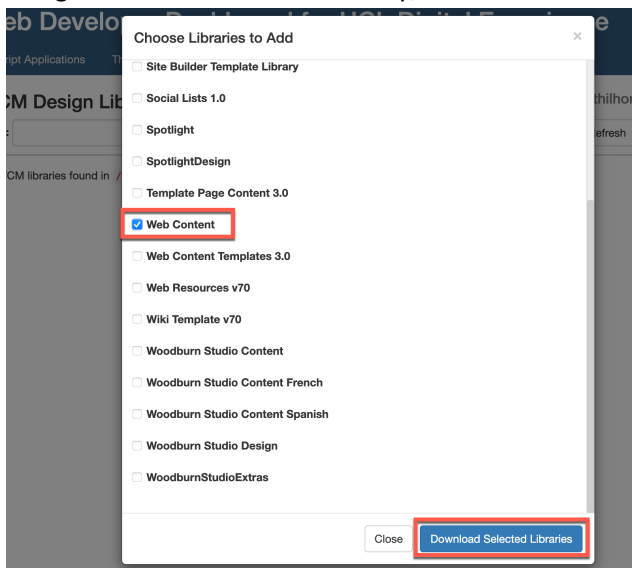 Choose Libraries to Add ×
ript Applications
Site Builder Template Library
Social Lists 1.0
Spotlight
SpotlightDesign
Template Page Content 3.0
Web Content
Web Content Templates 3.0
Web Resources v70
Wiki Template v70
Woodburn Studio Content
Woodburn Studio Content French
Woodburn Studio Content Spanish
Woodburn Studio Design
WoodburnStudioExtras
Close Download Selected Libraries
eb Develo
CM Design Lib
thilhor
efresh
CM libraries found in /